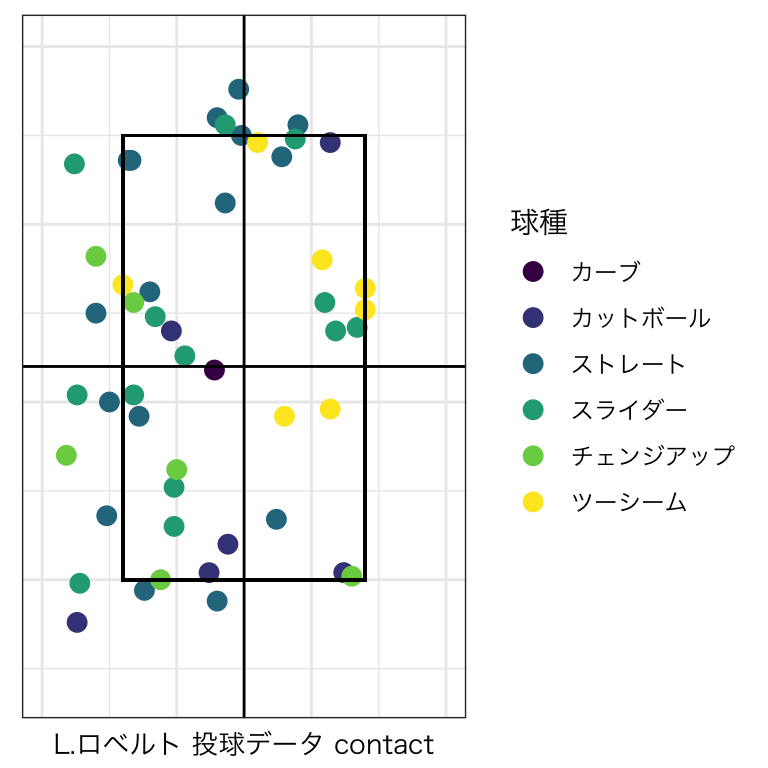 球種
カーブ
カットボール
ストレート
スライダー
チェンジアップ
ツーシーム
L.ロベルト 投球データ contact